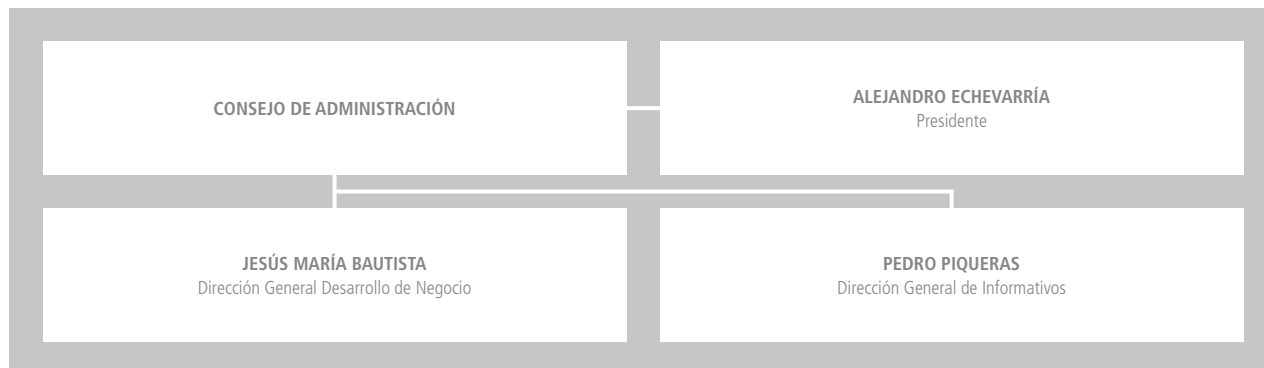 CONSEJO DE ADMINISTRACIÓN
ALEJANDRO ECHEVARRÍA
Presidente
JESÚS MARÍA BAUTISTA
Dirección General Desarrollo de Negocio
PEDRO PIQUERAS
Dirección General de Informativos